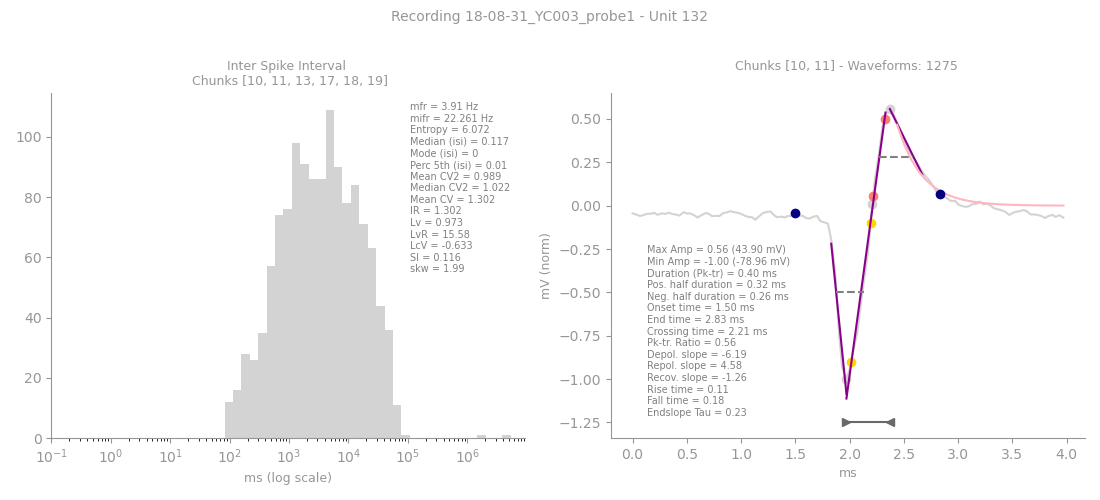 Recording 18-08-31_YC003_probe1 - Unit 132
Inter Spike Interval
Chunks [10, 11, 13, 17, 18, 19]
mfr = 3.91 Hz
mifr = 22.261 Hz
Entropy = 6.072
Median (isi) = 0.117
Mode (isi) = 0
Perc 5th (isi) = 0.01
Mean CV2 = 0.989
Median CV2 = 1.022
Mean CV = 1.302
IR = 1.302
Lv = 0.973
LvR = 15.58
LcV = -0.633
SI = 0.116
skw = 1.99
100
80
60
40
20
0
10⁻¹ 10⁰ 10¹ 10² 10³ 10⁴ 10⁵ 10⁶
ms (log scale)
Chunks [10, 11] - Waveforms: 1275
0.50
0.25
0.00
−0.25
−0.50
−0.75
−1.00
−1.25
mV (norm)
Max Amp = 0.56 (43.90 mV)
Min Amp = -1.00 (-78.96 mV)
Duration (Pk-tr) = 0.40 ms
Pos. half duration = 0.32 ms
Neg. half duration = 0.26 ms
Onset time = 1.50 ms
End time = 2.83 ms
Crossing time = 2.21 ms
Pk-tr. Ratio = 0.56
Depol. slope = -6.19
Repol. slope = 4.58
Recov. slope = -1.26
Rise time = 0.11
Fall time = 0.18
Endslope Tau = 0.23
0.0 0.5 1.0 1.5 2.0 2.5 3.0 3.5 4.0
ms